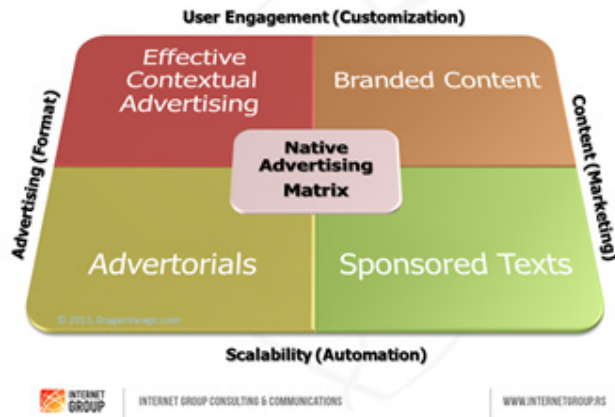 User Engagement (Customization)
Effective
Contextual
Advertising
Branded Content
Advertising (Format)
Content (Marketing)
Native
Advertising
Matrix
Advertorials
Sponsored Texts
© 2013, DraganVaragic.com
Scalability (Automation)
INTERNET
GROUP
INTERNET GROUP CONSULTING & COMMUNICATIONS
WWW.INTERNETGROUP.RS